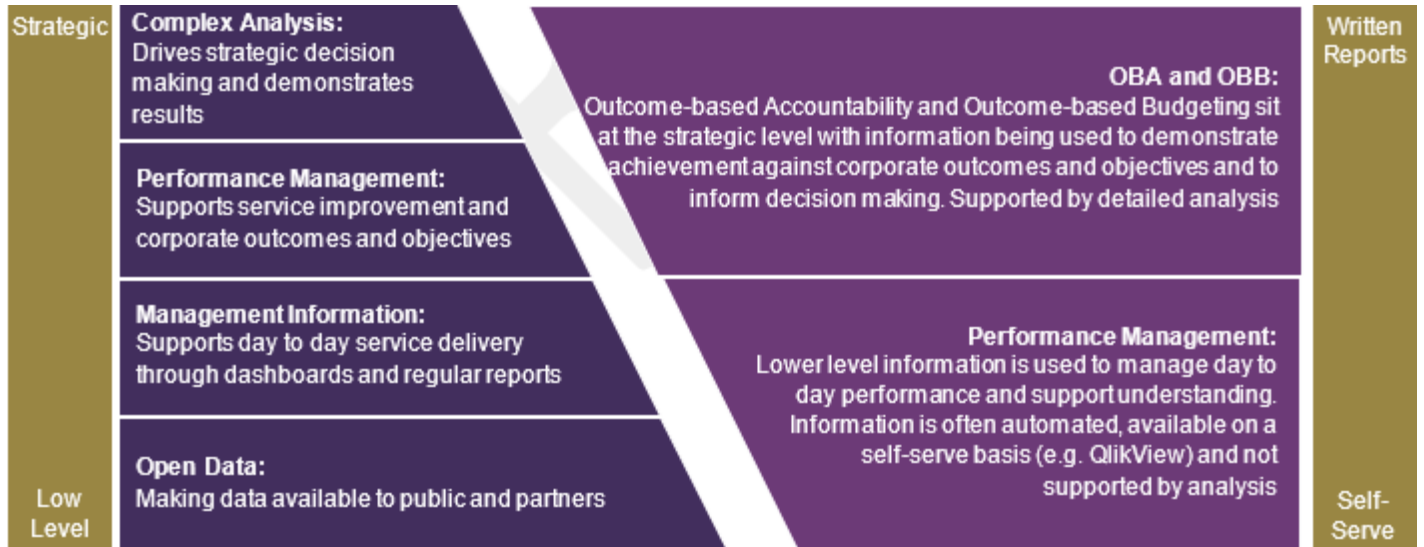 Strategic
Low
Level
Complex Analysis:
Drives strategic decision
making and demonstrates
results
Performance Management:
Supports service improvement and
corporate outcomes and objectives
Management Information:
Supports day to day service delivery
through dashboards and regular reports
Open Data:
Making data available to public and partners
OBA and OBB:
Outcome-based Accountability and Outcome-based Budgeting sit
at the strategic level with information being used to demonstrate
achievement against corporate outcomes and objectives and to
inform decision making. Supported by detailed analysis
Performance Management:
Lower level information is used to manage day to
day performance and support understanding.
Information is often automated, available on a
self-serve basis (e.g. QlikView) and not
supported by analysis
Written
Reports
Self-
Serve